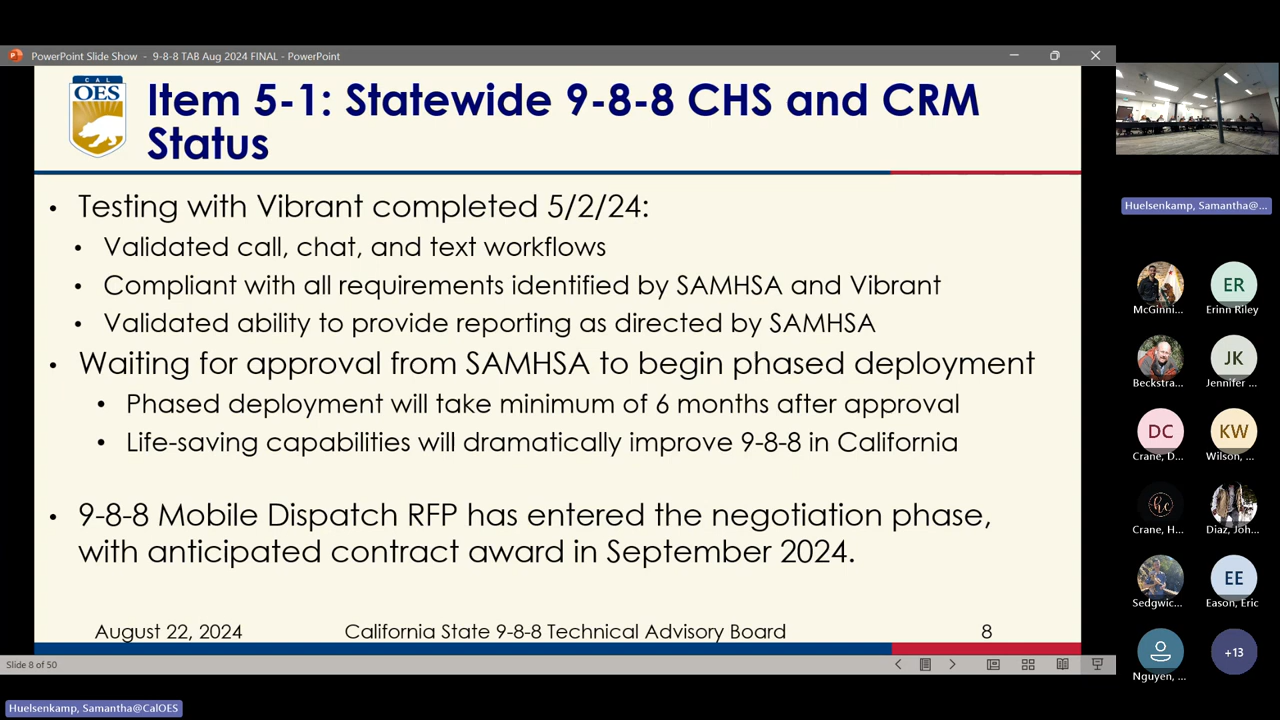 PowerPoint Slide Show - 9-8-8 TAB Aug 2024 FINAL - PowerPoint
CAL
OES
Item 5-1: Statewide 9-8-8 CHS and CRM
Status
• Testing with Vibrant completed 5/2/24:
• Validated call, chat, and text workflows
• Compliant with all requirements identified by SAMHSA and Vibrant
• Validated ability to provide reporting as directed by SAMHSA
• Waiting for approval from SAMHSA to begin phased deployment
• Phased deployment will take minimum of 6 months after approval
• Life-saving capabilities will dramatically improve 9-8-8 in California
• 9-8-8 Mobile Dispatch RFP has entered the negotiation phase,
with anticipated contract award in September 2024.
August 22, 2024 California State 9-8-8 Technical Advisory Board 8
Slide 8 of 50
Huelsenkamp, Samantha@CalOES
Huelsenkamp, Samantha@...
ER
McGinni... Erinn Riley
JK
Beckstra... Jennifer ...
DC KW
Crane, D... Wilson, ...
Crane, H... Diaz, Joh...
EE
Sedgwic... Eason, Eric
+13
Nguyen, ...